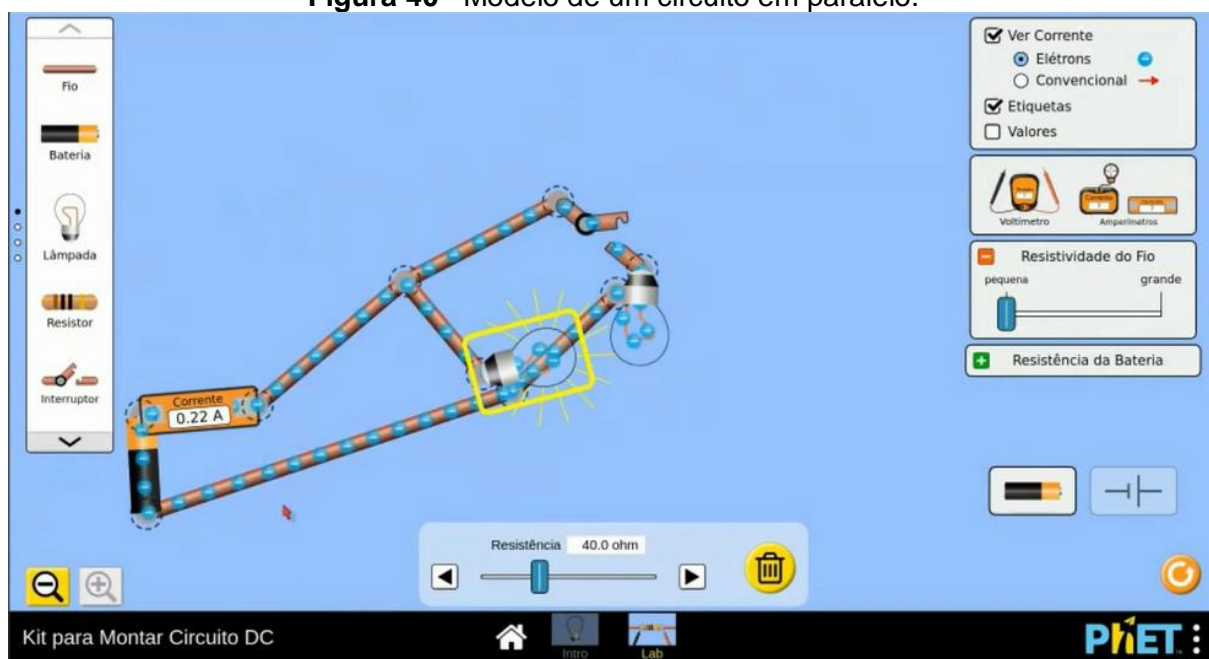 Figura 40 Modelo de um circuito em paralelo.
Fio
Bateria
Lâmpada
Resistor
Interruptor
Corrente
0.22 A
Ver Corrente
Elétrons
Convencional
Etiquetas
Valores
Voltímetro
Amperímetros
Resistividade do Fio
pequena
grande
Resistência da Bateria
Resistência 40.0 ohm
Kit para Montar Circuito DC
Intro
Lab
PhET